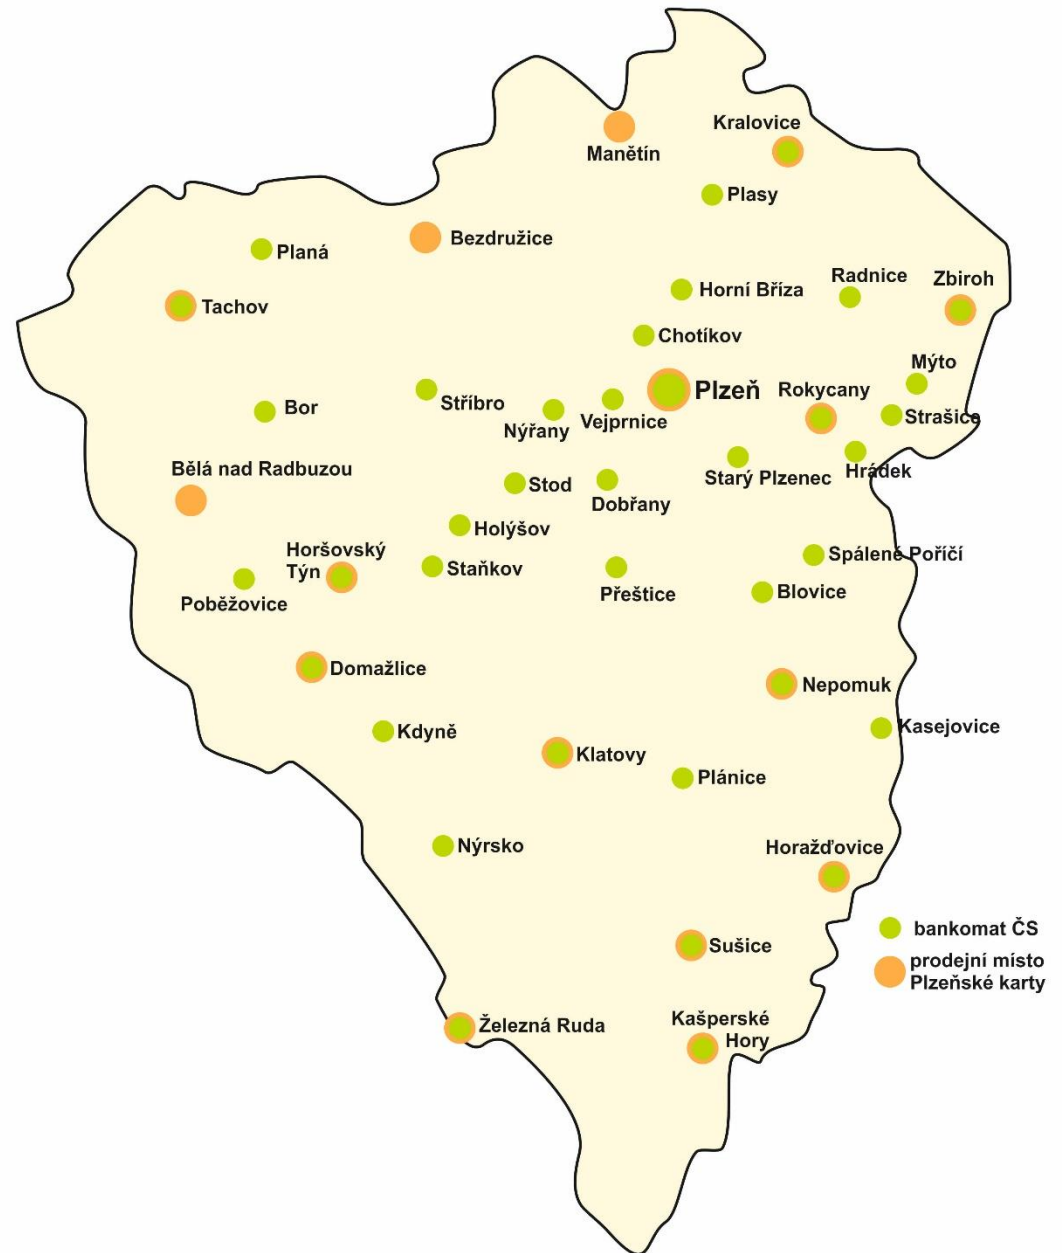 Kralovice
Manětín
Plasy
Bezdružice
Planá
Radnice
Zbiroh
Horní Bříza
Tachov
Chotíkov
Mýto
Plzeň
Rokycany
Stříbro
Bor
Strašice
Vejprnice
Nýřany
Bělá nad Radbuzou
Hrádek
Starý Plzenec
Stod
Dobřany
Holýšov
Horšovský
Týn
Spálené Poříčí
Staňkov
Blovice
Přeštice
Poběžovice
Domažlice
Nepomuk
Kasejovice
Kdyně
Klatovy
Plánice
Nýrsko
Horažďovice
bankomat ČS
Sušice
prodejní místo
Plzeňské karty
Kašperské
Hory
Železná Ruda